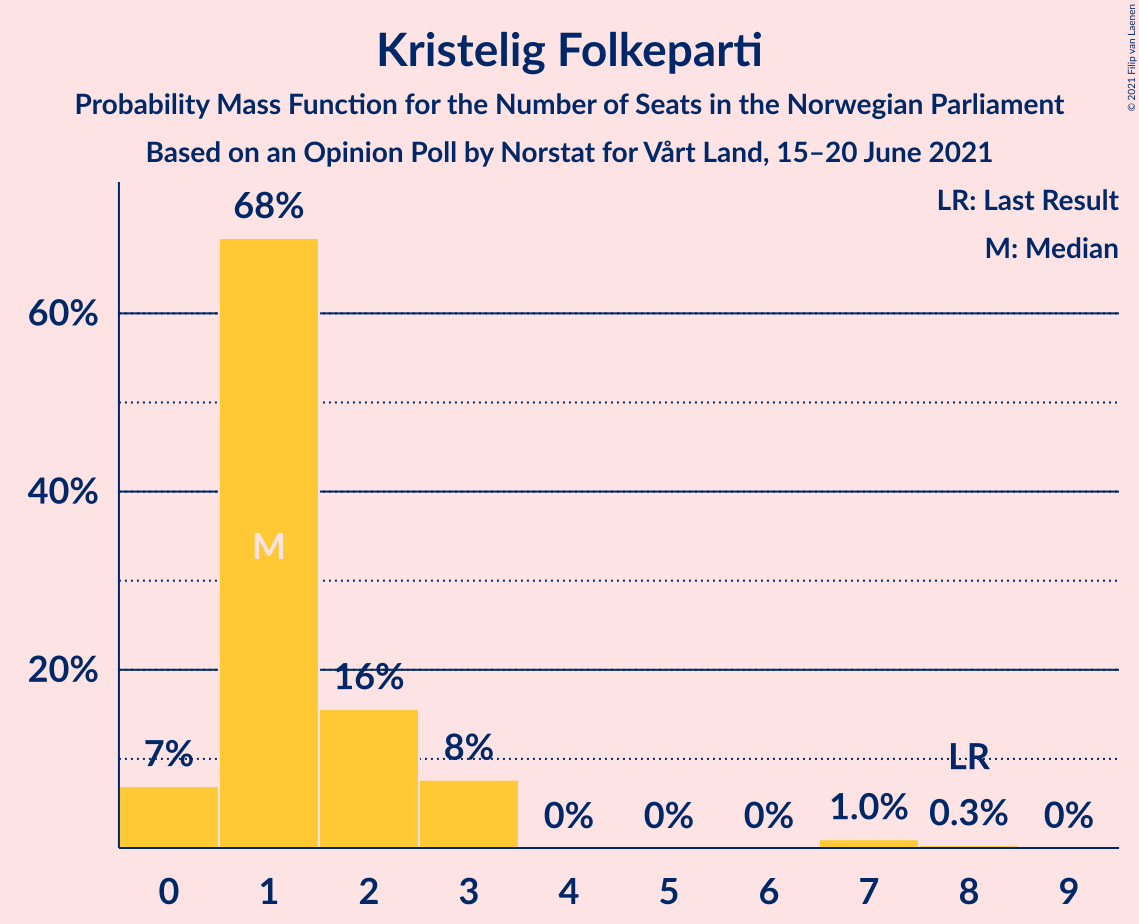 Kristelig Folkeparti
Probability Mass Function for the Number of Seats in the Norwegian Parliament
Based on an Opinion Poll by Norstat for Vårt Land, 15–20 June 2021
© 2021 Filip van Laenen
LR: Last Result
M: Median
68%
60%
40%
M
20%
16%
7%
8%
LR
0%
0%
0%
1.0%
0.3%
0%
0 1 2 3 4 5 6 7 8 9